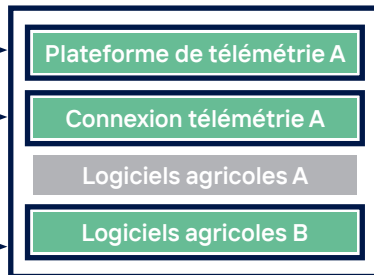 Plateforme de télémétrie A
Connexion télémétrie A
Logiciels agricoles A
Logiciels agricoles B